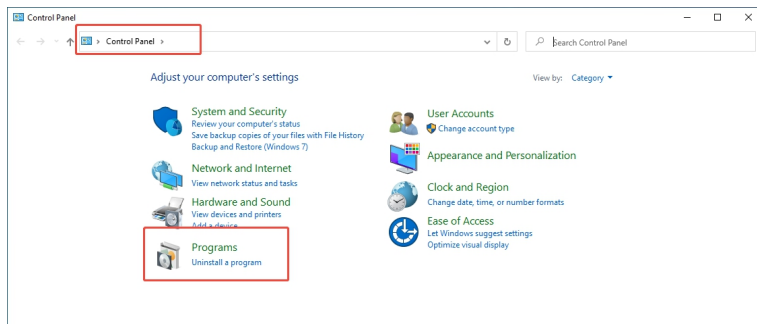 Control Panel
Control Panel
Search Control Panel
Adjust your computer's settings
View by: Category
System and Security
Review your computer's status
Save backup copies of your files with File History
Backup and Restore (Windows 7)
Network and Internet
View network status and tasks
Hardware and Sound
View devices and printers
Add a device
Programs
Uninstall a program
User Accounts
Change account type
Appearance and Personalization
Clock and Region
Change date, time, or number formats
Ease of Access
Let Windows suggest settings
Optimize visual display